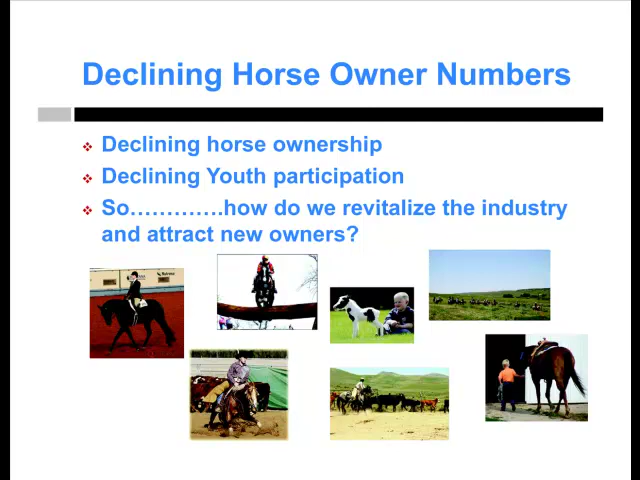 Declining Horse Owner Numbers
Declining horse ownership
Declining Youth participation
So………….how do we revitalize the industry
and attract new owners?